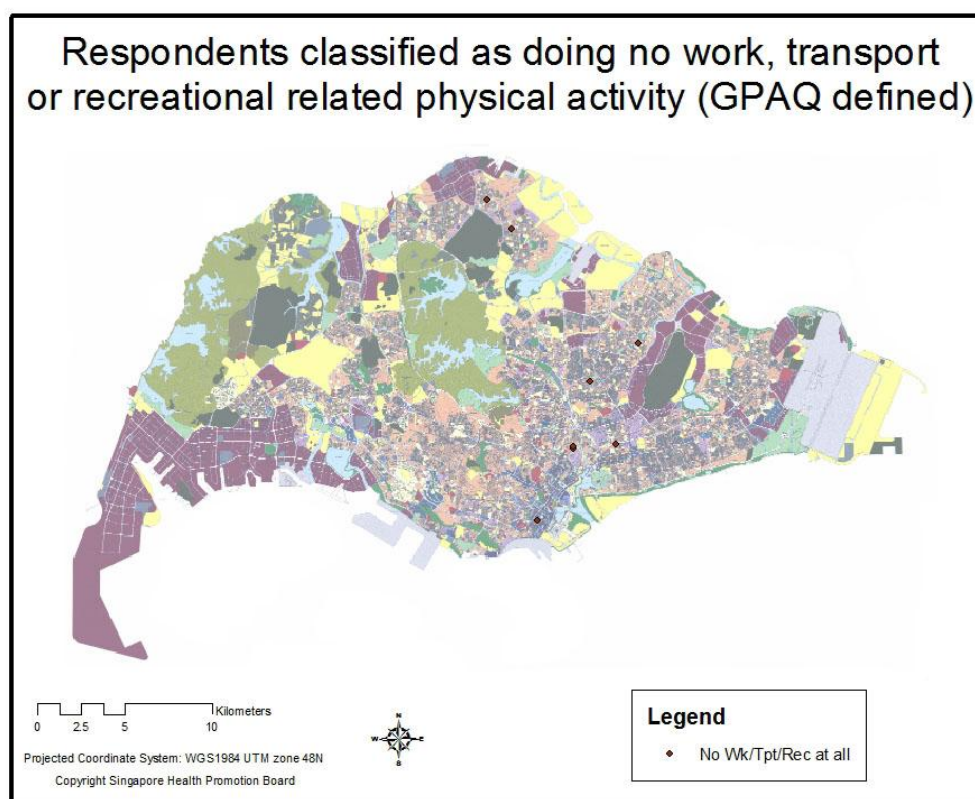 Respondents classified as doing no work, transport
or recreational related physical activity (GPAQ defined)
Kilometers
0 2.5 5 10
Projected Coordinate System: WGS1984 UTM zone 48N
Copyright Singapore Health Promotion Board
N
W E
S
Legend
No Wk/Tpt/Rec at all